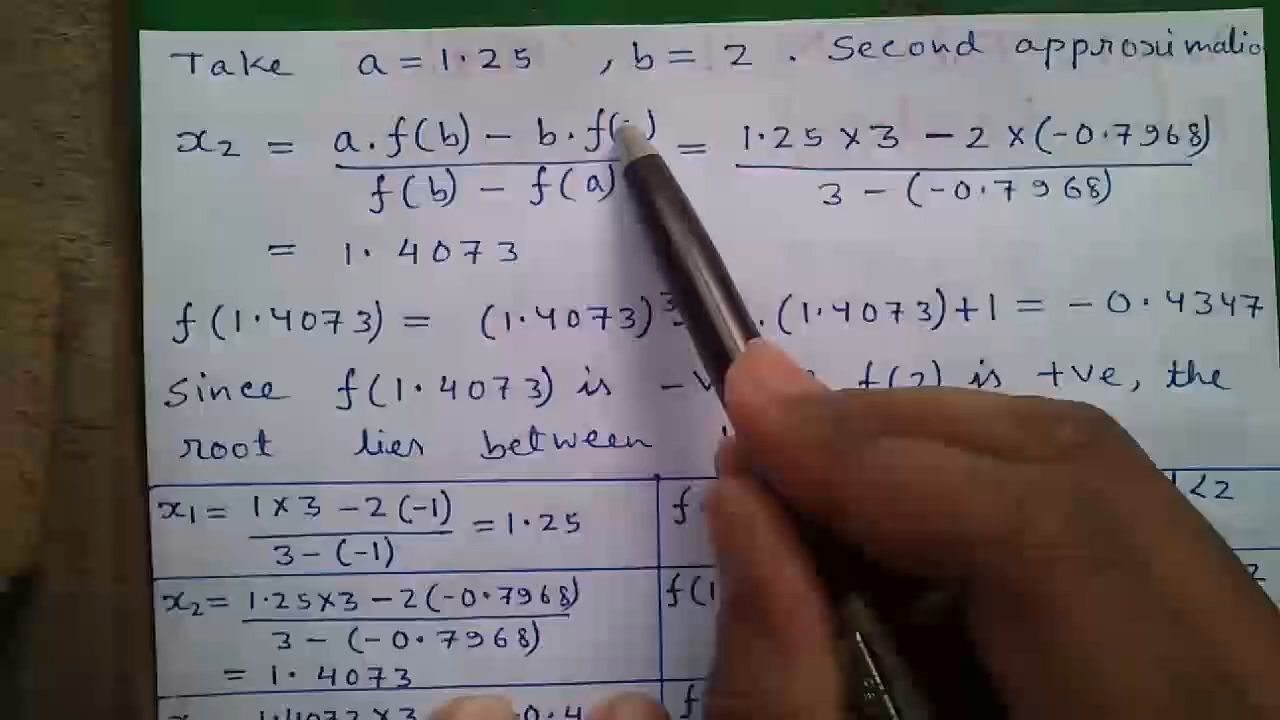 Take a = 1.25 , b = 2 . Second approximatio
x2 = a.f(b) - b.f( ) / f(b) - f(a) = 1.25 × 3 - 2 × (-0.7968) / 3 - (-0.7968)
= 1.4073
f(1.4073) = (1.4073)³ .(1.4073)+1 = -0.4347
Since f(1.4073) is f(2) is +ve, the
root lies between
x1 = 1 × 3 - 2(-1) / 3 - (-1) = 1.25
<2
x2 = 1.25×3 - 2(-0.7968) / 3 - (-0.7968)
= 1.4073